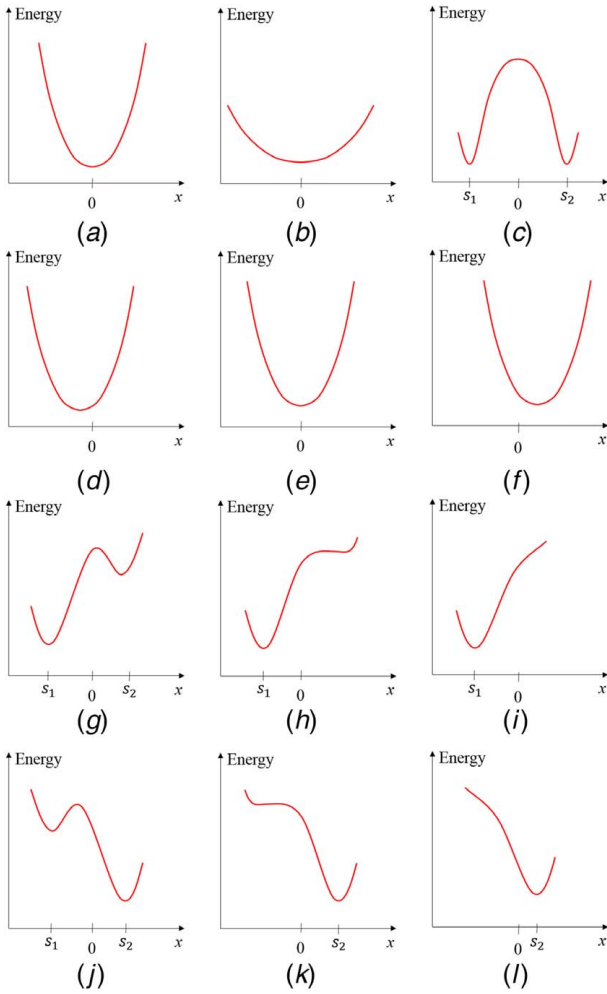 Energy Energy Energy
0 x 0 x s₁ 0 s₂ x
(a) (b) (c)
Energy Energy Energy
0 x 0 x 0 x
(d) (e) (f)
Energy Energy Energy
s₁ 0 s₂ x s₁ 0 x s₁ 0 x
(g) (h) (i)
Energy Energy Energy
s₁ 0 s₂ x 0 s₂ x 0 s₂ x
(j) (k) (l)